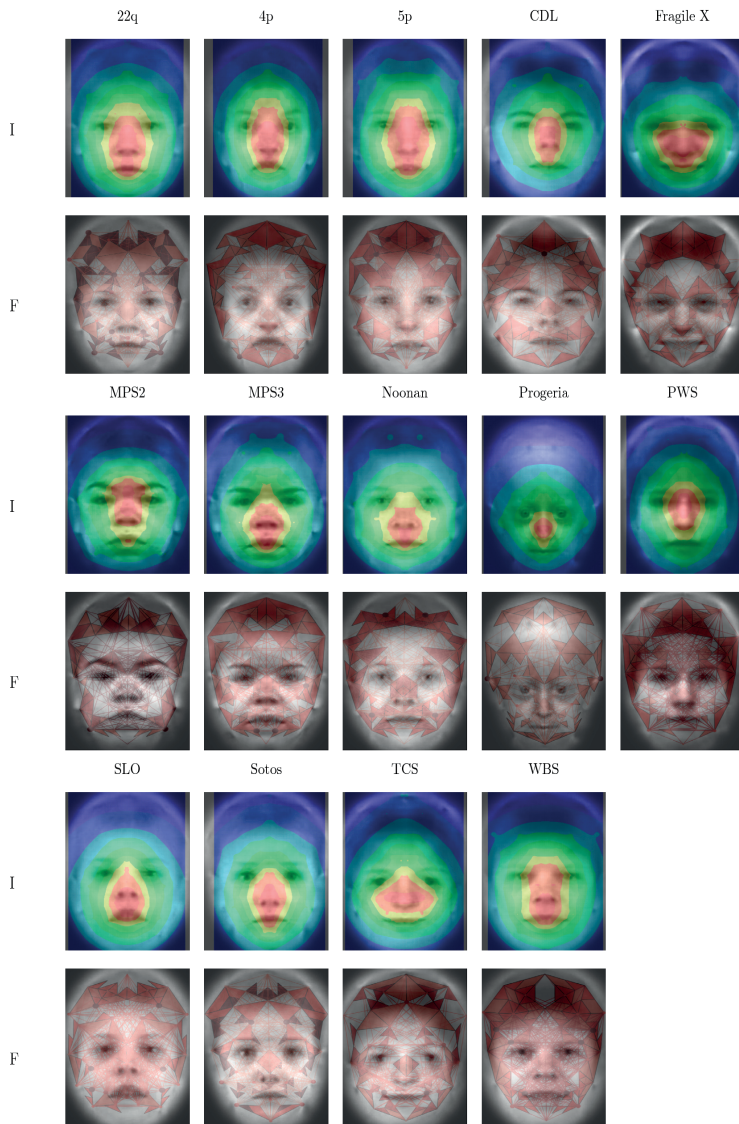 22q 4p 5p CDL Fragile X
I
F
MPS2 MPS3 Noonan Progeria PWS
I
F
SLO Sotos TCS WBS
I
F